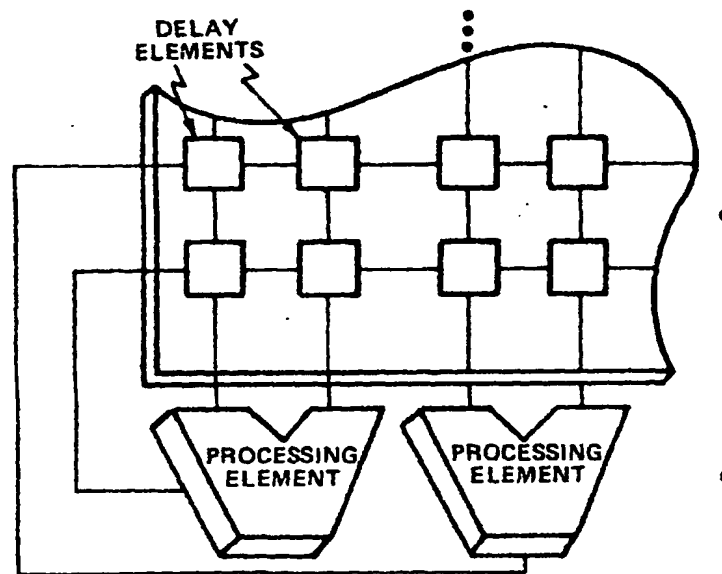 DELAY
ELEMENTS
PROCESSING
ELEMENT
PROCESSING
ELEMENT